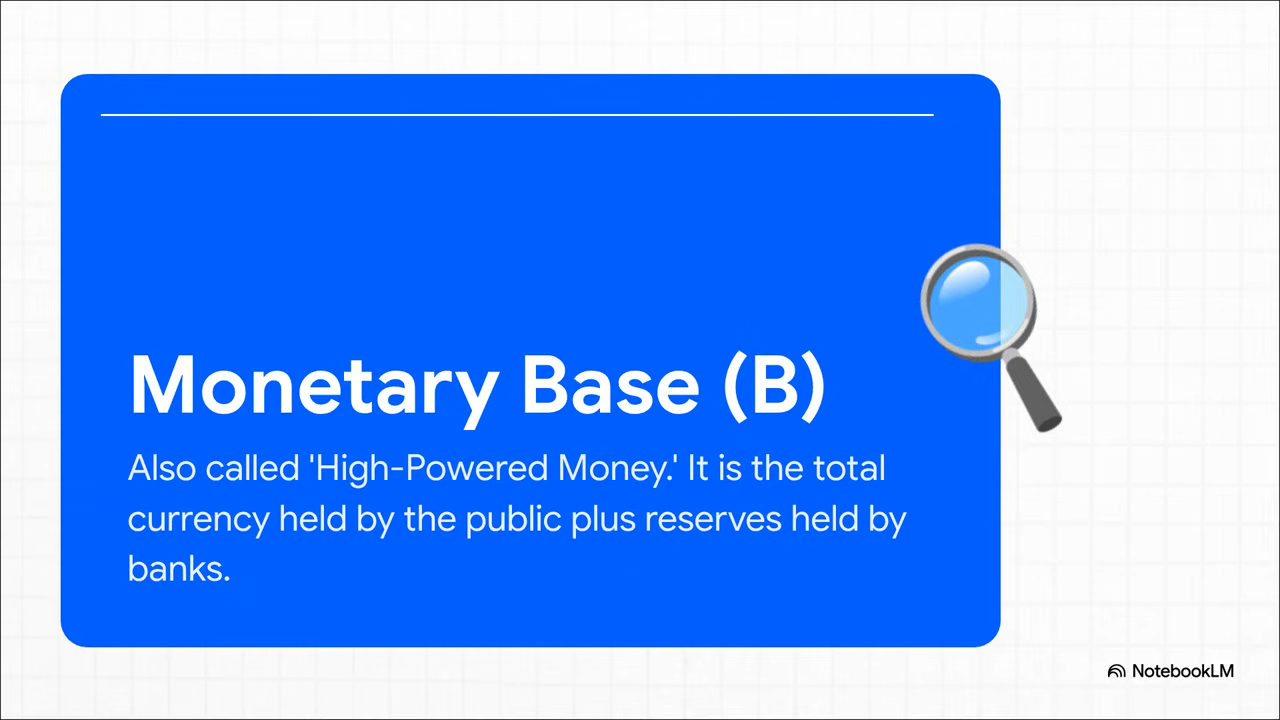 Monetary Base (B)
Also called 'High-Powered Money.' It is the total
currency held by the public plus reserves held by
banks.
NotebookLM